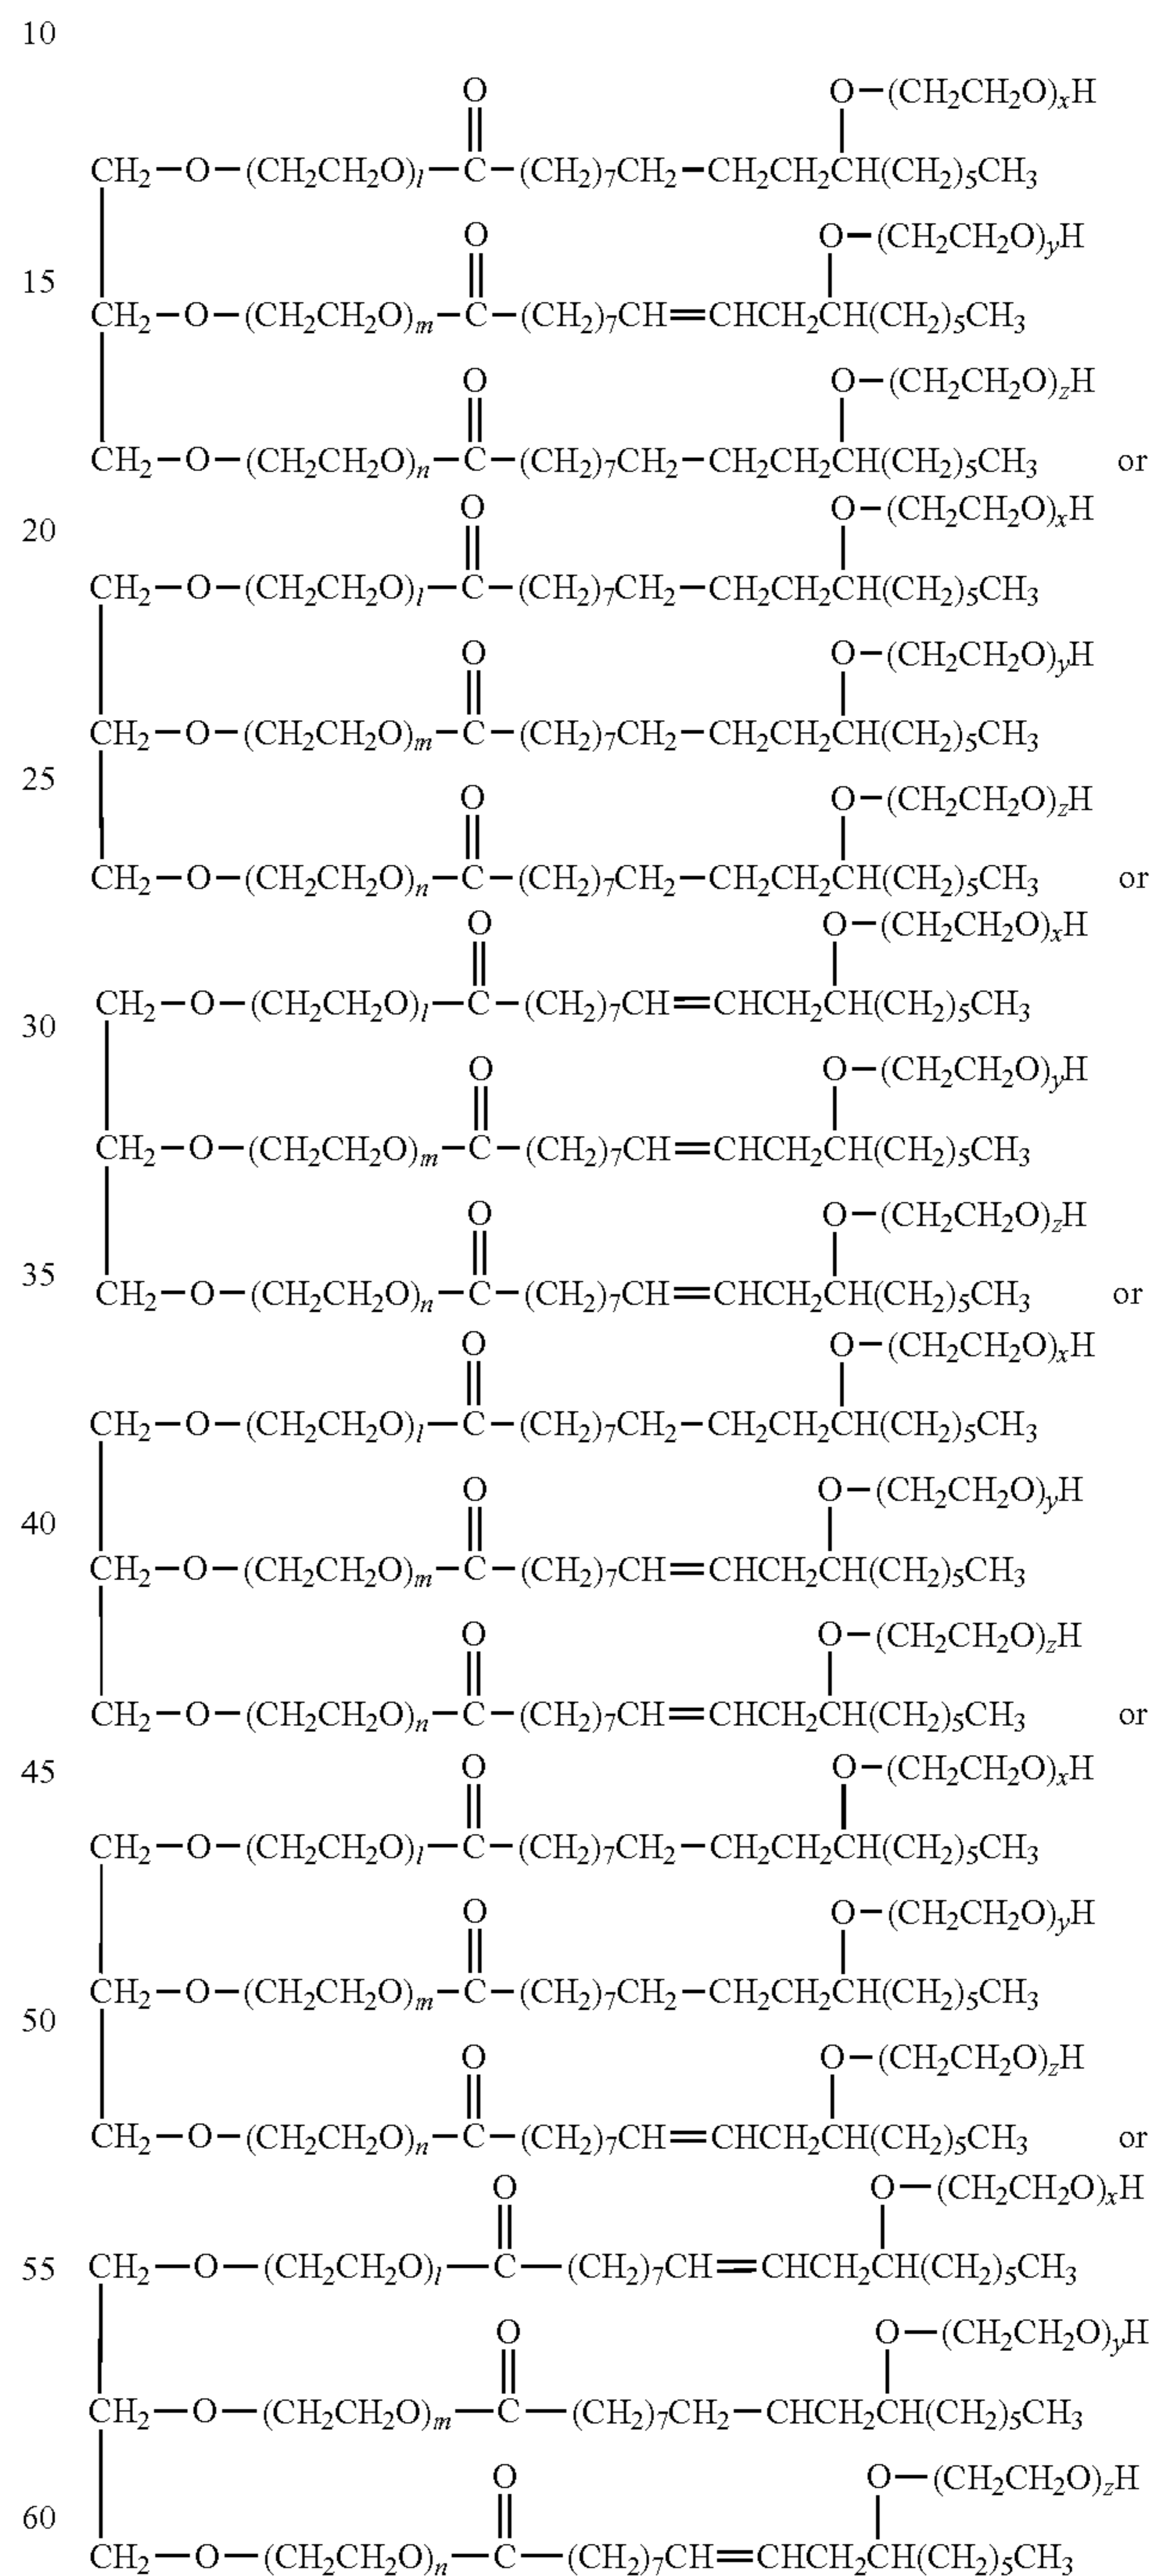 10
O O–(CH2CH2O)xH
CH2–O–(CH2CH2O)l–C–(CH2)7CH2–CH2CH2CH(CH2)5CH3
O O–(CH2CH2O)yH
15
CH2–O–(CH2CH2O)m–C–(CH2)7CH=CHCH2CH(CH2)5CH3
O O–(CH2CH2O)zH
CH2–O–(CH2CH2O)n–C–(CH2)7CH2–CH2CH2CH(CH2)5CH3 or
O O–(CH2CH2O)xH
20
CH2–O–(CH2CH2O)l–C–(CH2)7CH2–CH2CH2CH(CH2)5CH3
O O–(CH2CH2O)yH
CH2–O–(CH2CH2O)m–C–(CH2)7CH2–CH2CH2CH(CH2)5CH3
25
O O–(CH2CH2O)zH
CH2–O–(CH2CH2O)n–C–(CH2)7CH2–CH2CH2CH(CH2)5CH3 or
O O–(CH2CH2O)xH
CH2–O–(CH2CH2O)l–C–(CH2)7CH=CHCH2CH(CH2)5CH3
30
O O–(CH2CH2O)yH
CH2–O–(CH2CH2O)m–C–(CH2)7CH=CHCH2CH(CH2)5CH3
O O–(CH2CH2O)zH
35
CH2–O–(CH2CH2O)n–C–(CH2)7CH=CHCH2CH(CH2)5CH3 or
O O–(CH2CH2O)xH
CH2–O–(CH2CH2O)l–C–(CH2)7CH2–CH2CH2CH(CH2)5CH3
O O–(CH2CH2O)yH
40
CH2–O–(CH2CH2O)m–C–(CH2)7CH=CHCH2CH(CH2)5CH3
O O–(CH2CH2O)zH
CH2–O–(CH2CH2O)n–C–(CH2)7CH=CHCH2CH(CH2)5CH3 or
45
O O–(CH2CH2O)xH
CH2–O–(CH2CH2O)l–C–(CH2)7CH2–CH2CH2CH(CH2)5CH3
O O–(CH2CH2O)yH
CH2–O–(CH2CH2O)m–C–(CH2)7CH2–CH2CH2CH(CH2)5CH3
50
O O–(CH2CH2O)zH
CH2–O–(CH2CH2O)n–C–(CH2)7CH=CHCH2CH(CH2)5CH3 or
O O–(CH2CH2O)xH
55
CH2–O–(CH2CH2O)l–C–(CH2)7CH=CHCH2CH(CH2)5CH3
O O–(CH2CH2O)yH
CH2–O–(CH2CH2O)m–C–(CH2)7CH2–CHCH2CH(CH2)5CH3
O O–(CH2CH2O)zH
60
CH2–O–(CH2CH2O)n–C–(CH2)7CH=CHCH2CH(CH2)5CH3